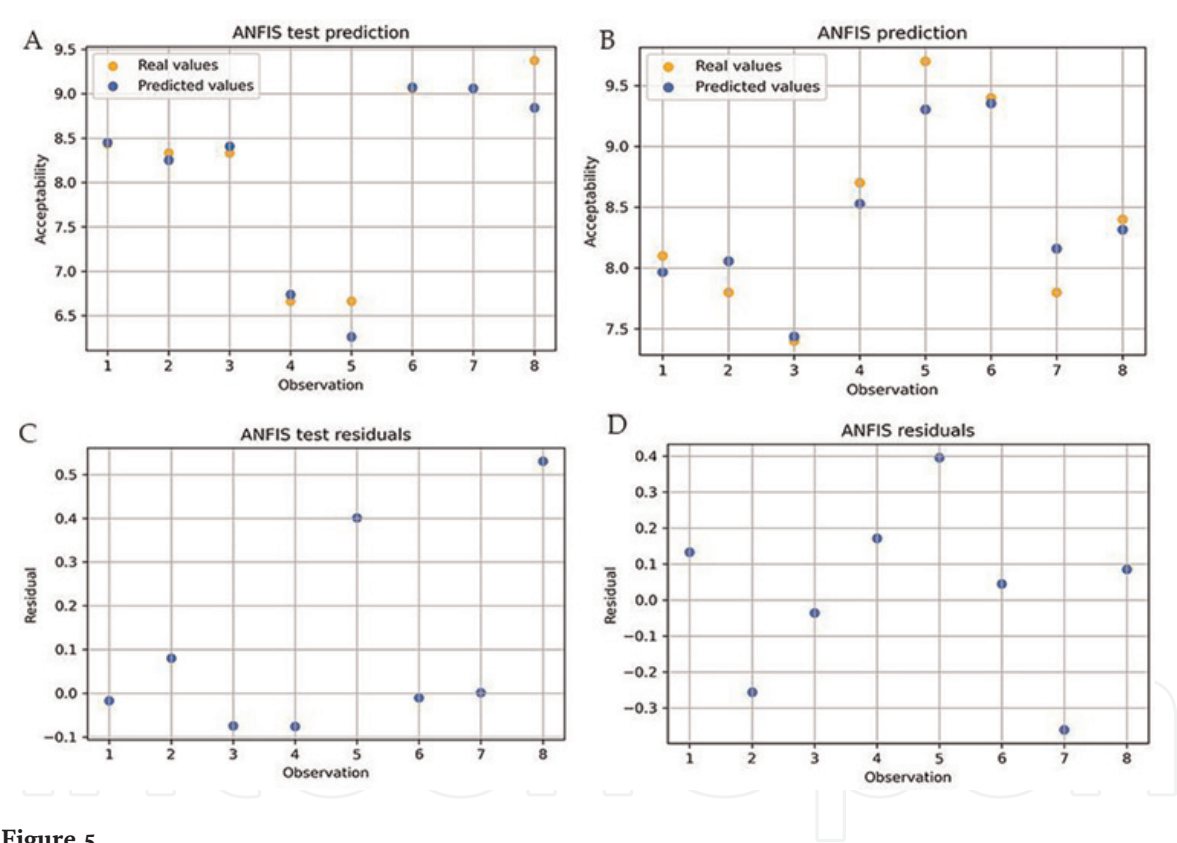 A
ANFIS test prediction
9.5
9.0
8.5
8.0
7.5
7.0
6.5
Acceptability
Real values
Predicted values
1 2 3 4 5 6 7 8
Observation
B
ANFIS prediction
9.5
9.0
8.5
8.0
7.5
Acceptability
Real values
Predicted values
1 2 3 4 5 6 7 8
Observation
C
ANFIS test residuals
0.5
0.4
0.3
0.2
0.1
0.0
−0.1
Residual
1 2 3 4 5 6 7 8
Observation
D
ANFIS residuals
0.4
0.3
0.2
0.1
0.0
−0.1
−0.2
−0.3
Residual
1 2 3 4 5 6 7 8
Observation
Figure 5